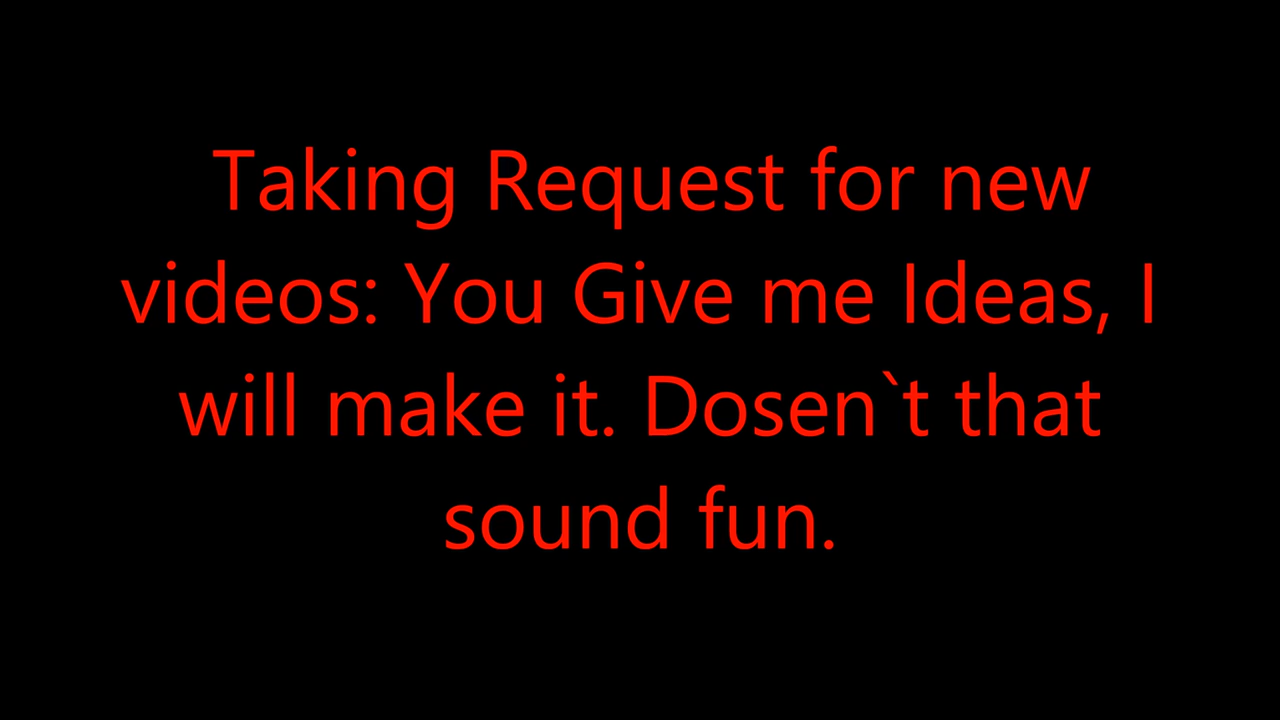 Taking Request for new
videos: You Give me Ideas, I
will make it. Dosen`t that
sound fun.